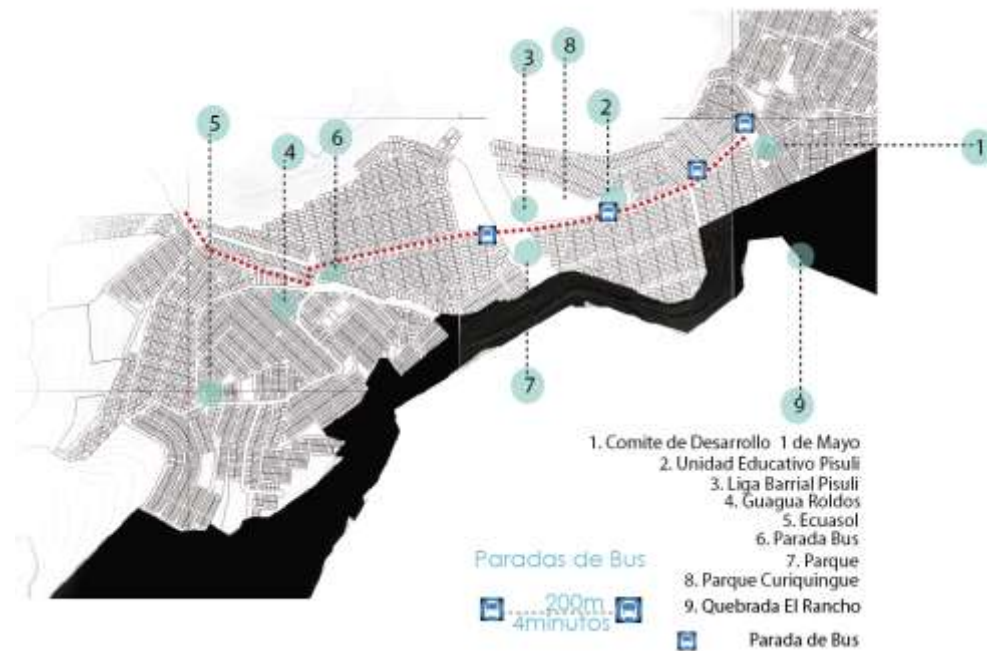 3
8
2
5
6
4
1
7
9
1. Comite de Desarrollo 1 de Mayo
2. Unidad Educativo Pisuli
3. Liga Barrial Pisuli
4. Guagua Roldos
5. Ecuasol
6. Parada Bus
7. Parque
8. Parque Curiquingue
9. Quebrada El Rancho
Parada de Bus
Paradas de Bus
200m
4minutos